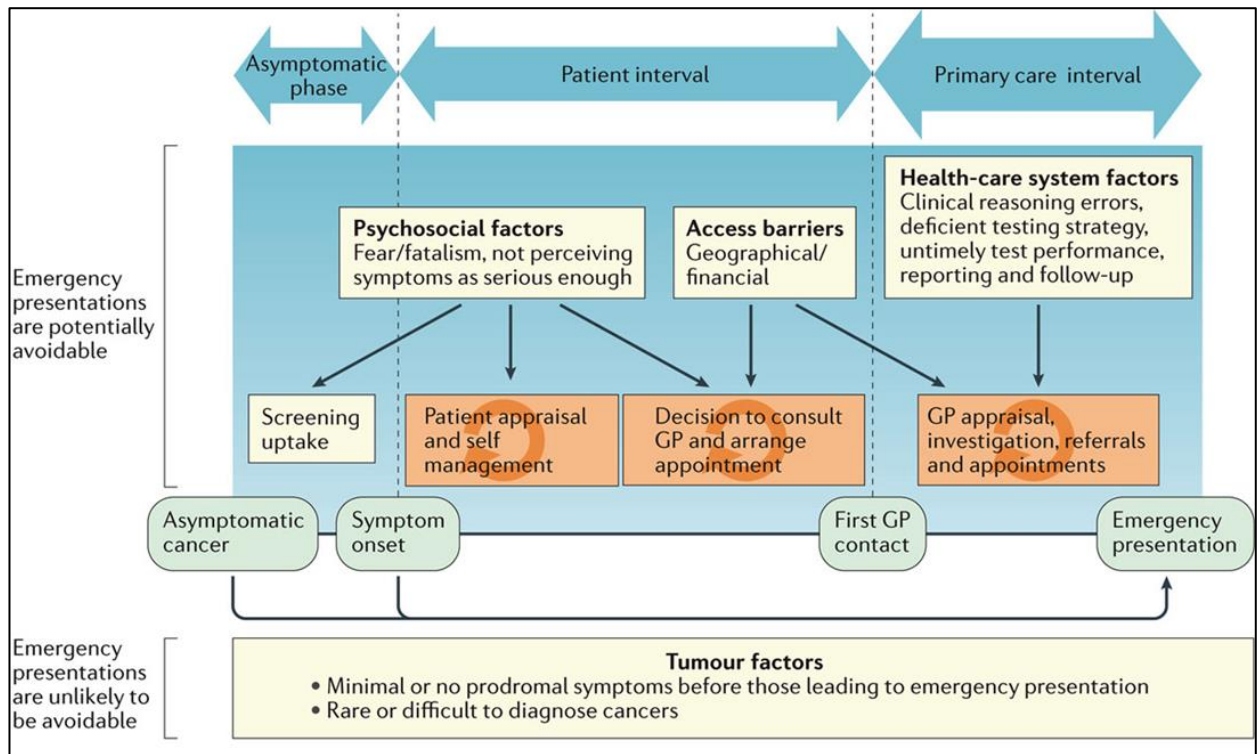 Asymptomatic
phase
Patient interval
Primary care interval
Emergency
presentations
are potentially
avoidable
Psychosocial factors
Fear/fatalism, not perceiving
symptoms as serious enough
Access barriers
Geographical/
financial
Health-care system factors
Clinical reasoning errors,
deficient testing strategy,
untimely test performance,
reporting and follow-up
Screening
uptake
Patient appraisal
and self
management
Decision to consult
GP and arrange
appointment
GP appraisal,
investigation, referrals
and appointments
Asymptomatic
cancer
Symptom
onset
First GP
contact
Emergency
presentation
Emergency
presentations
are unlikely to
be avoidable
Tumour factors
• Minimal or no prodromal symptoms before those leading to emergency presentation
• Rare or difficult to diagnose cancers